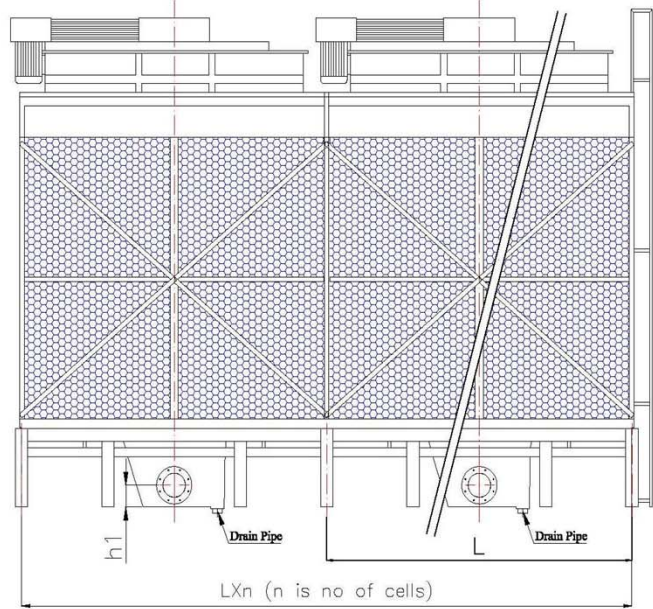 h1
Drain Pipe
L
Drain Pipe
LXn (n is no of cells)